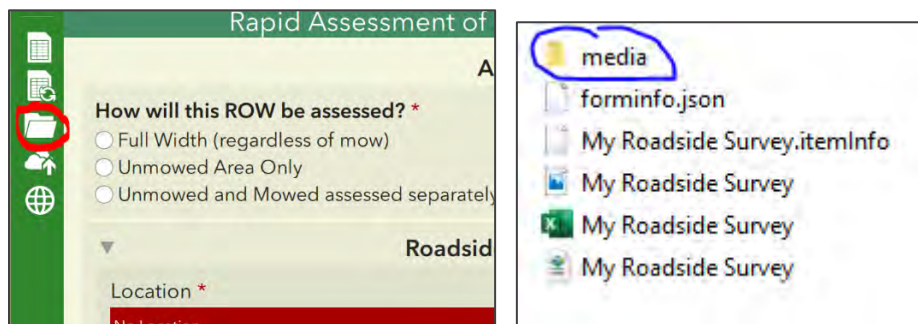 Rapid Assessment of
A
How will this ROW be assessed? *
Full Width (regardless of mow)
Unmowed Area Only
Unmowed and Mowed assessed separately
Roadsid
Location *
No Location
media
forminfo.json
My Roadside Survey.itemInfo
My Roadside Survey
My Roadside Survey
My Roadside Survey